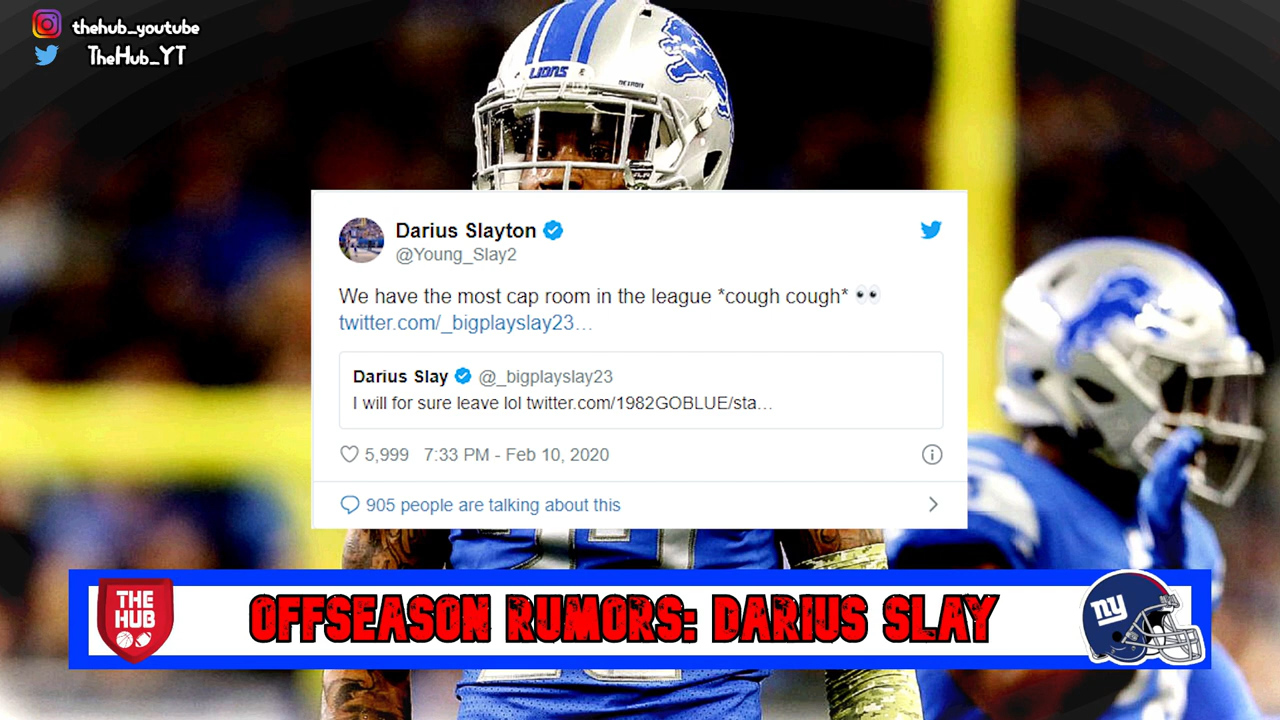 thehub_youtube
TheHub_YT
LIONS
DETROIT
Darius Slayton
@Young_Slay2
We have the most cap room in the league *cough cough* 👀
twitter.com/_bigplayslay23…
Darius Slay @_bigplayslay23
I will for sure leave lol twitter.com/1982GOBLUE/sta…
5,999 7:33 PM - Feb 10, 2020
905 people are talking about this
THE
HUB
OFFSEASON RUMORS: DARIUS SLAY
ny